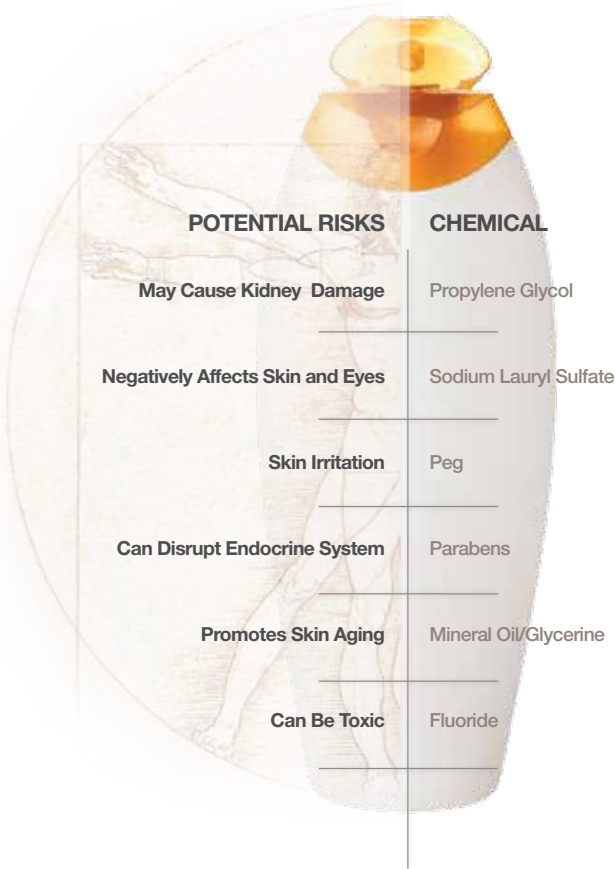 POTENTIAL RISKS CHEMICAL
May Cause Kidney Damage Propylene Glycol
Negatively Affects Skin and Eyes Sodium Lauryl Sulfate
Skin Irritation Peg
Can Disrupt Endocrine System Parabens
Promotes Skin Aging Mineral Oil/Glycerine
Can Be Toxic Fluoride